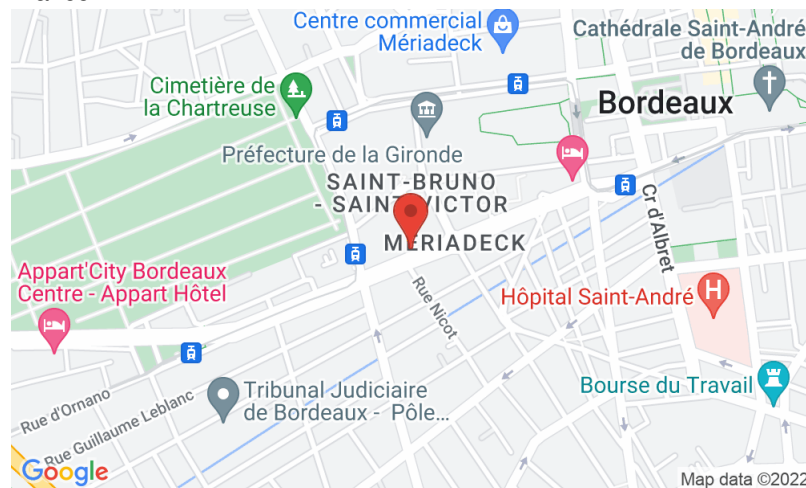 Centre commercial
Mériadeck
Cathédrale Saint-André
de Bordeaux
Cimetière de
la Chartreuse
Bordeaux
Préfecture de la Gironde
SAINT-BRUNO
- SAINT-VICTOR
MÉRIADECK
Cr d'Albret
Appart'City Bordeaux
Centre - Appart Hôtel
Rue Nicot
Hôpital Saint-André
H
Bourse du Travail
Tribunal Judiciaire
de Bordeaux - Pôle...
Rue d'Ornano
Rue Guillaume Leblanc
Google
Map data ©2022